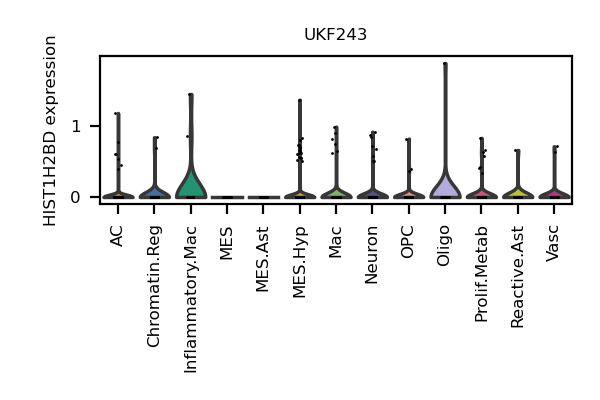 UKF243
HIST1H2BD expression
1
0
AC
Chromatin.Reg
Inflammatory.Mac
MES
MES.Ast
MES.Hyp
Mac
Neuron
OPC
Oligo
Prolif.Metab
Reactive.Ast
Vasc